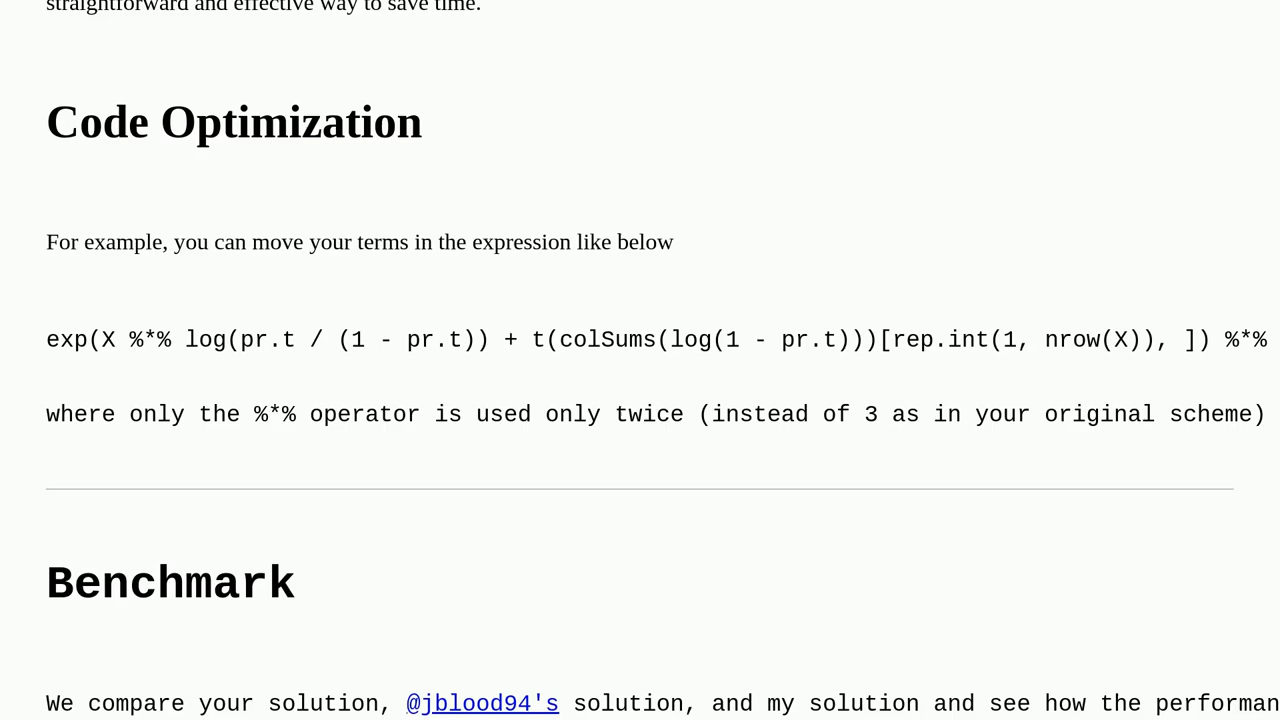 straightforward and effective way to save time.
Code Optimization
For example, you can move your terms in the expression like below
exp(X %*% log(pr.t / (1 - pr.t)) + t(colSums(log(1 - pr.t)))[rep.int(1, nrow(X)), ]) %*%
where only the %*% operator is used only twice (instead of 3 as in your original scheme)
Benchmark
We compare your solution, @jblood94's solution, and my solution and see how the performan